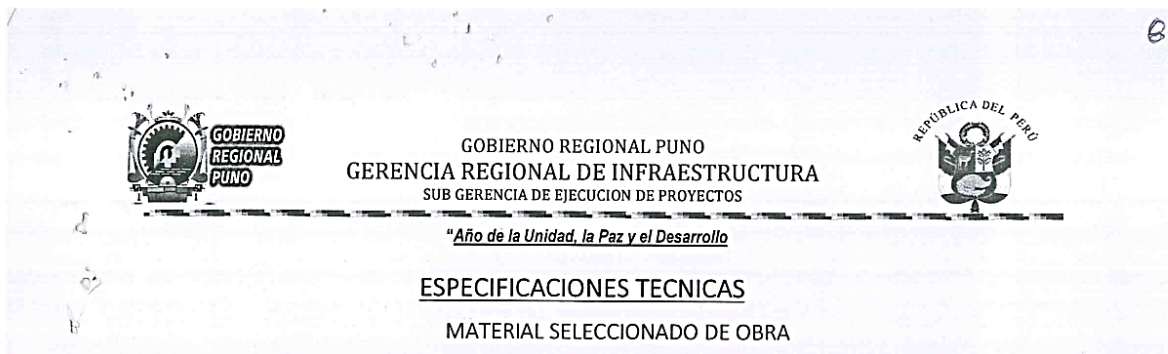 8
GOBIERNO
REGIONAL
PUNO
REPÚBLICA DEL PERÚ
GOBIERNO REGIONAL PUNO
GERENCIA REGIONAL DE INFRAESTRUCTURA
SUB GERENCIA DE EJECUCION DE PROYECTOS
"Año de la Unidad, la Paz y el Desarrollo
ESPECIFICACIONES TECNICAS
MATERIAL SELECCIONADO DE OBRA